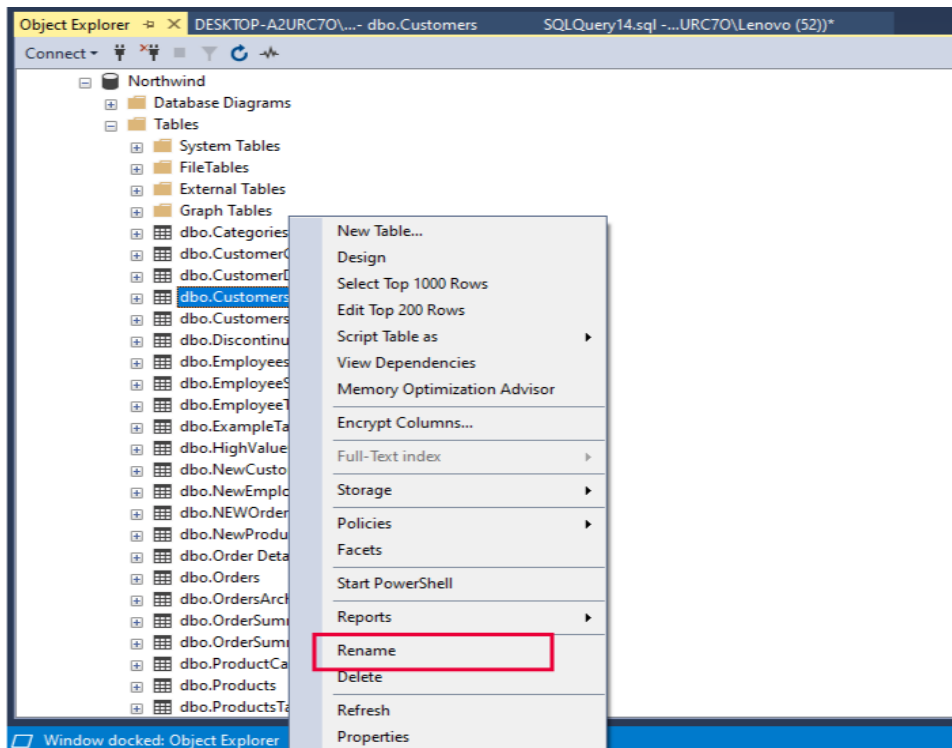 Object Explorer DESKTOP-A2URC7O\...- dbo.Customers SQLQuery14.sql -...URC7O\Lenovo (52))*
Connect
Northwind
Database Diagrams
Tables
System Tables
FileTables
External Tables
Graph Tables
dbo.Categories
dbo.CustomerC
dbo.CustomerD
dbo.Customers
dbo.Customers
dbo.Discontinu
dbo.Employees
dbo.EmployeeS
dbo.EmployeeT
dbo.ExampleTa
dbo.HighValue
dbo.NewCusto
dbo.NewEmplo
dbo.NEWOrder
dbo.NewProdu
dbo.Order Deta
dbo.Orders
dbo.OrdersArch
dbo.OrderSumm
dbo.OrderSumm
dbo.ProductCa
dbo.Products
dbo.ProductsTa
New Table...
Design
Select Top 1000 Rows
Edit Top 200 Rows
Script Table as
View Dependencies
Memory Optimization Advisor
Encrypt Columns...
Full-Text index
Storage
Policies
Facets
Start PowerShell
Reports
Rename
Delete
Refresh
Properties
Window docked: Object Explorer